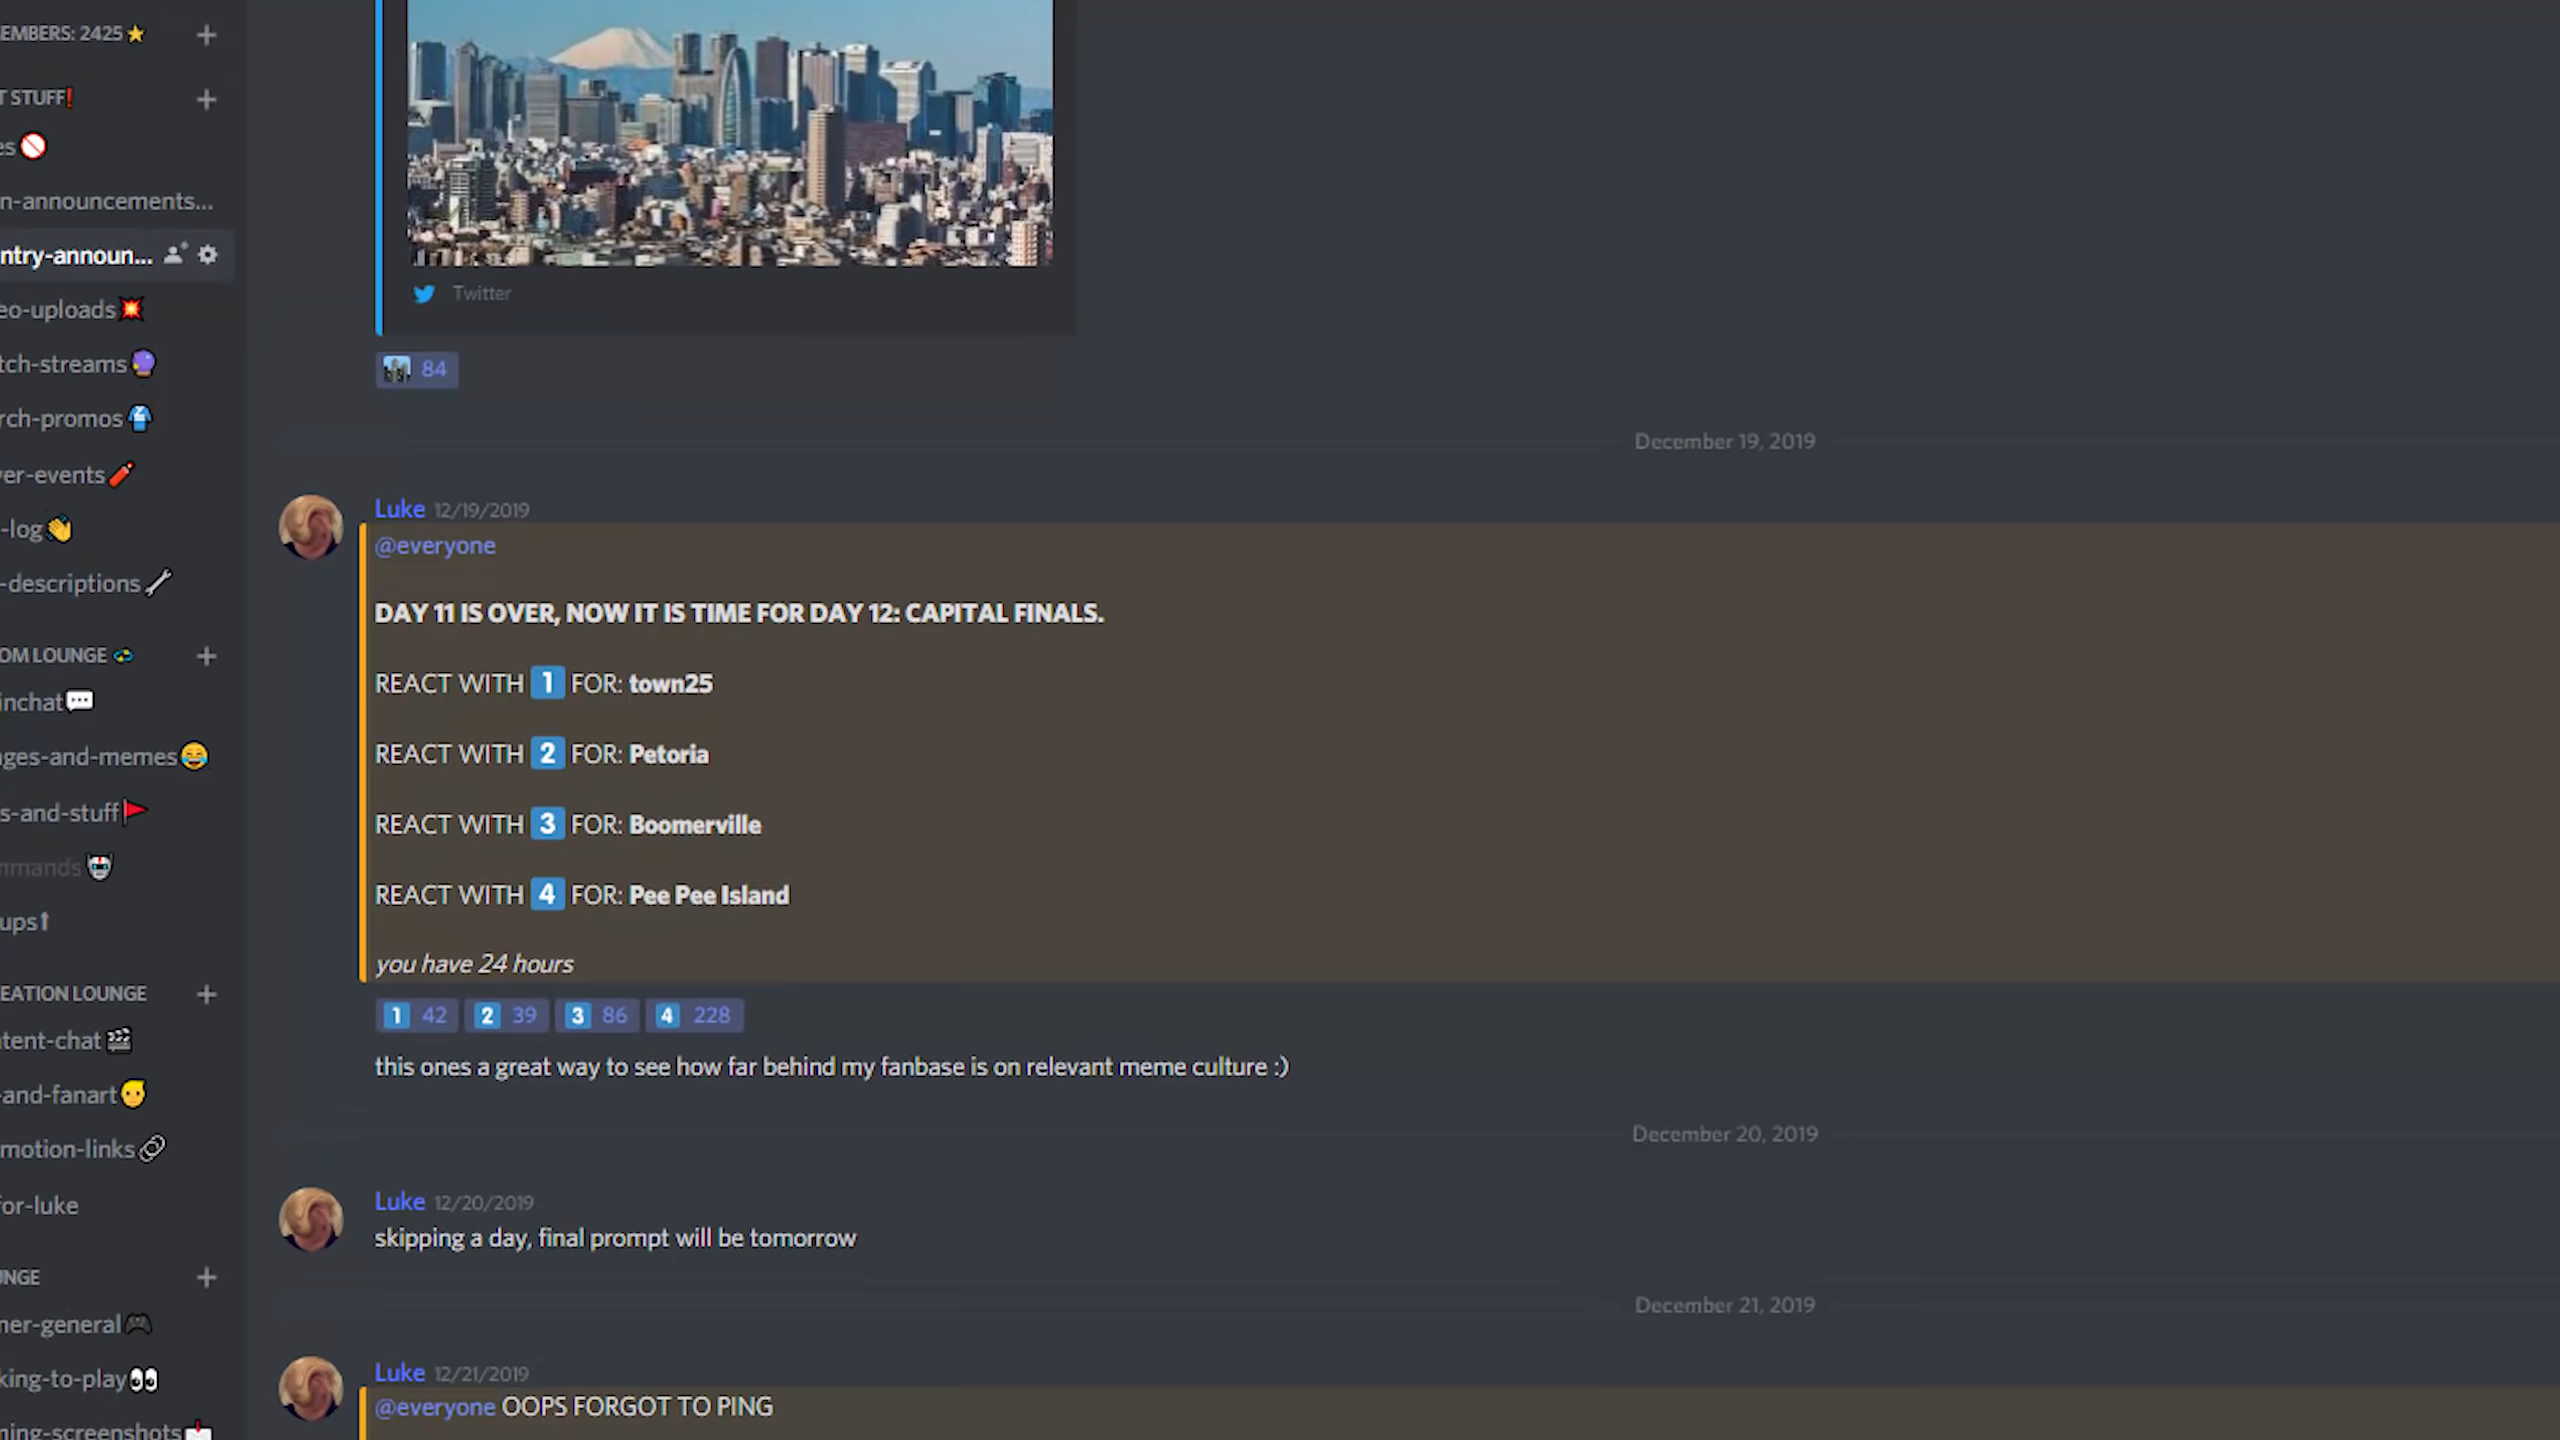 EMBERS: 2425
T STUFF
es
n-announcements...
ntry-announ...
eo-uploads
tch-streams
rch-promos
ver-events
-log
-descriptions
OM LOUNGE
inchat
ages-and-memes
s-and-stuff
mmands
ups
EATION LOUNGE
tent-chat
-and-fanart
motion-links
for-luke
UNGE
ner-general
king-to-play
ming-screenshots
Twitter
84
December 19, 2019
Luke 12/19/2019
@everyone
DAY 11 IS OVER, NOW IT IS TIME FOR DAY 12: CAPITAL FINALS.
REACT WITH 1 FOR: town25
REACT WITH 2 FOR: Petoria
REACT WITH 3 FOR: Boomerville
REACT WITH 4 FOR: Pee Pee Island
you have 24 hours
1 42 2 39 3 86 4 228
this ones a great way to see how far behind my fanbase is on relevant meme culture :)
December 20, 2019
Luke 12/20/2019
skipping a day, final prompt will be tomorrow
December 21, 2019
Luke 12/21/2019
@everyone OOPS FORGOT TO PING